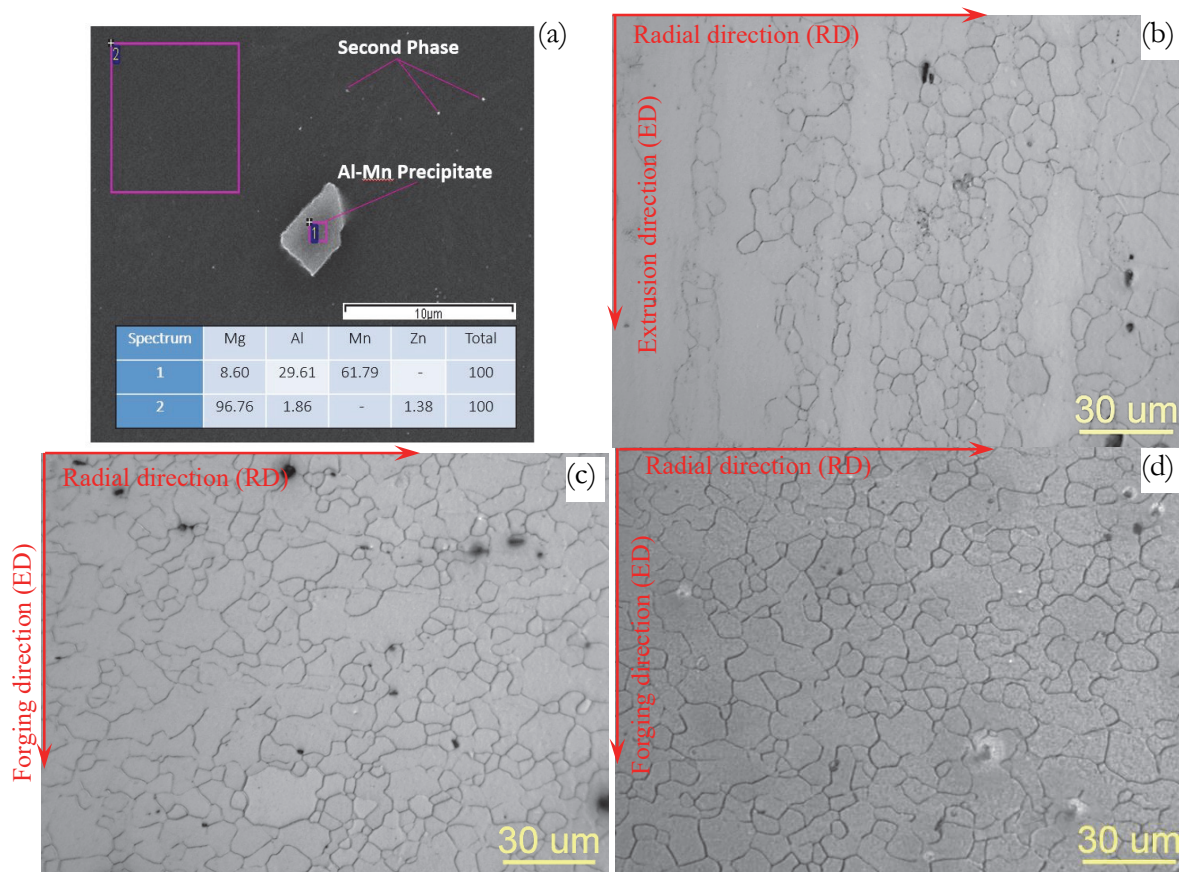 (a)
2
Second Phase
Al-Mn Precipitate
1
10μm
Spectrum Mg Al Mn Zn Total
1 8.60 29.61 61.79 - 100
2 96.76 1.86 - 1.38 100
(b)
Radial direction (RD)
Extrusion direction (ED)
30 um
(c)
Radial direction (RD)
Forging direction (ED)
30 um
(d)
Radial direction (RD)
Forging direction (ED)
30 um